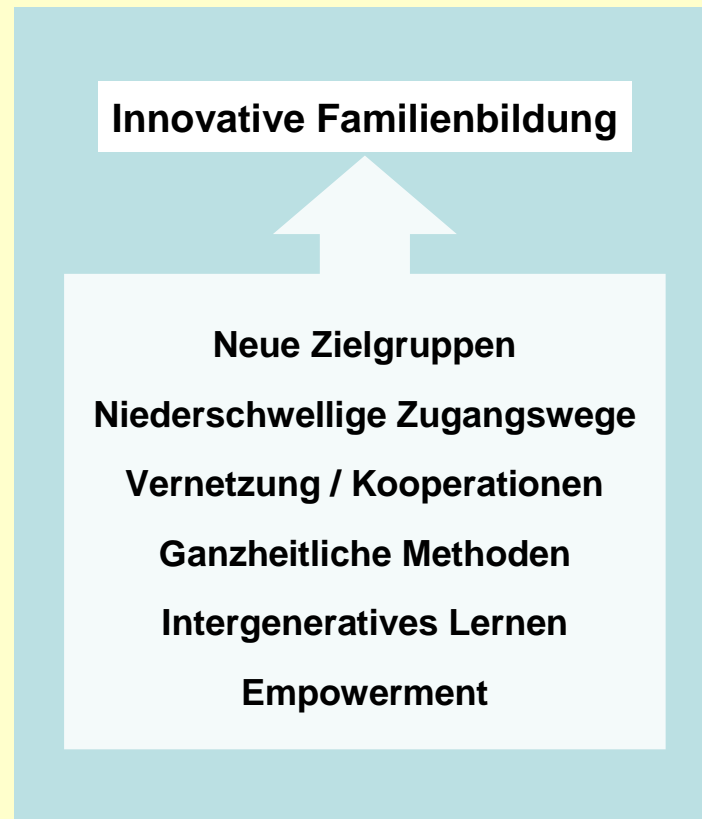 Innovative Familienbildung
Neue Zielgruppen
Niederschwellige Zugangswege
Vernetzung / Kooperationen
Ganzheitliche Methoden
Intergeneratives Lernen
Empowerment